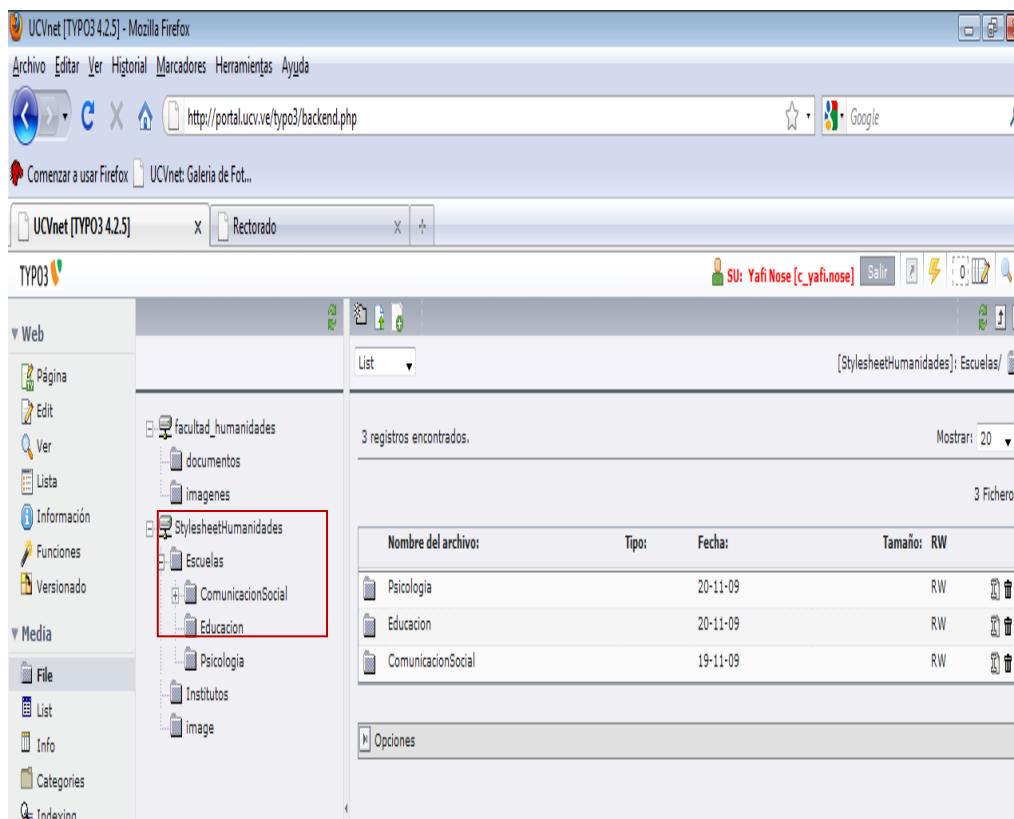 UCVnet [TYPO3 4.2.5] - Mozilla Firefox
Archivo Editar Ver Historial Marcadores Herramientas Ayuda
http://portal.ucv.ve/typo3/backend.php
Google
Comenzar a usar Firefox UCVnet: Galeria de Fot...
UCVnet [TYPO3 4.2.5] x Rectorado x
TYPO3
SU: Yafi Nose [c_yafi.nose] Salir 0
Web
Página
Edit
Ver
Lista
Información
Funciones
Versionado
Media
File
List
Info
Categories
Indexing
facultad_humanidades
documentos
imagenes
StylesheetHumanidades
Escuelas
ComunicacionSocial
Educacion
Psicologia
Institutos
image
List
[StylesheetHumanidades]: Escuelas/
3 registros encontrados.
Mostrar: 20
3 Fichero
Nombre del archivo: Tipo: Fecha: Tamaño: RW
Psicologia 20-11-09 RW
Educacion 20-11-09 RW
ComunicacionSocial 19-11-09 RW
Opciones